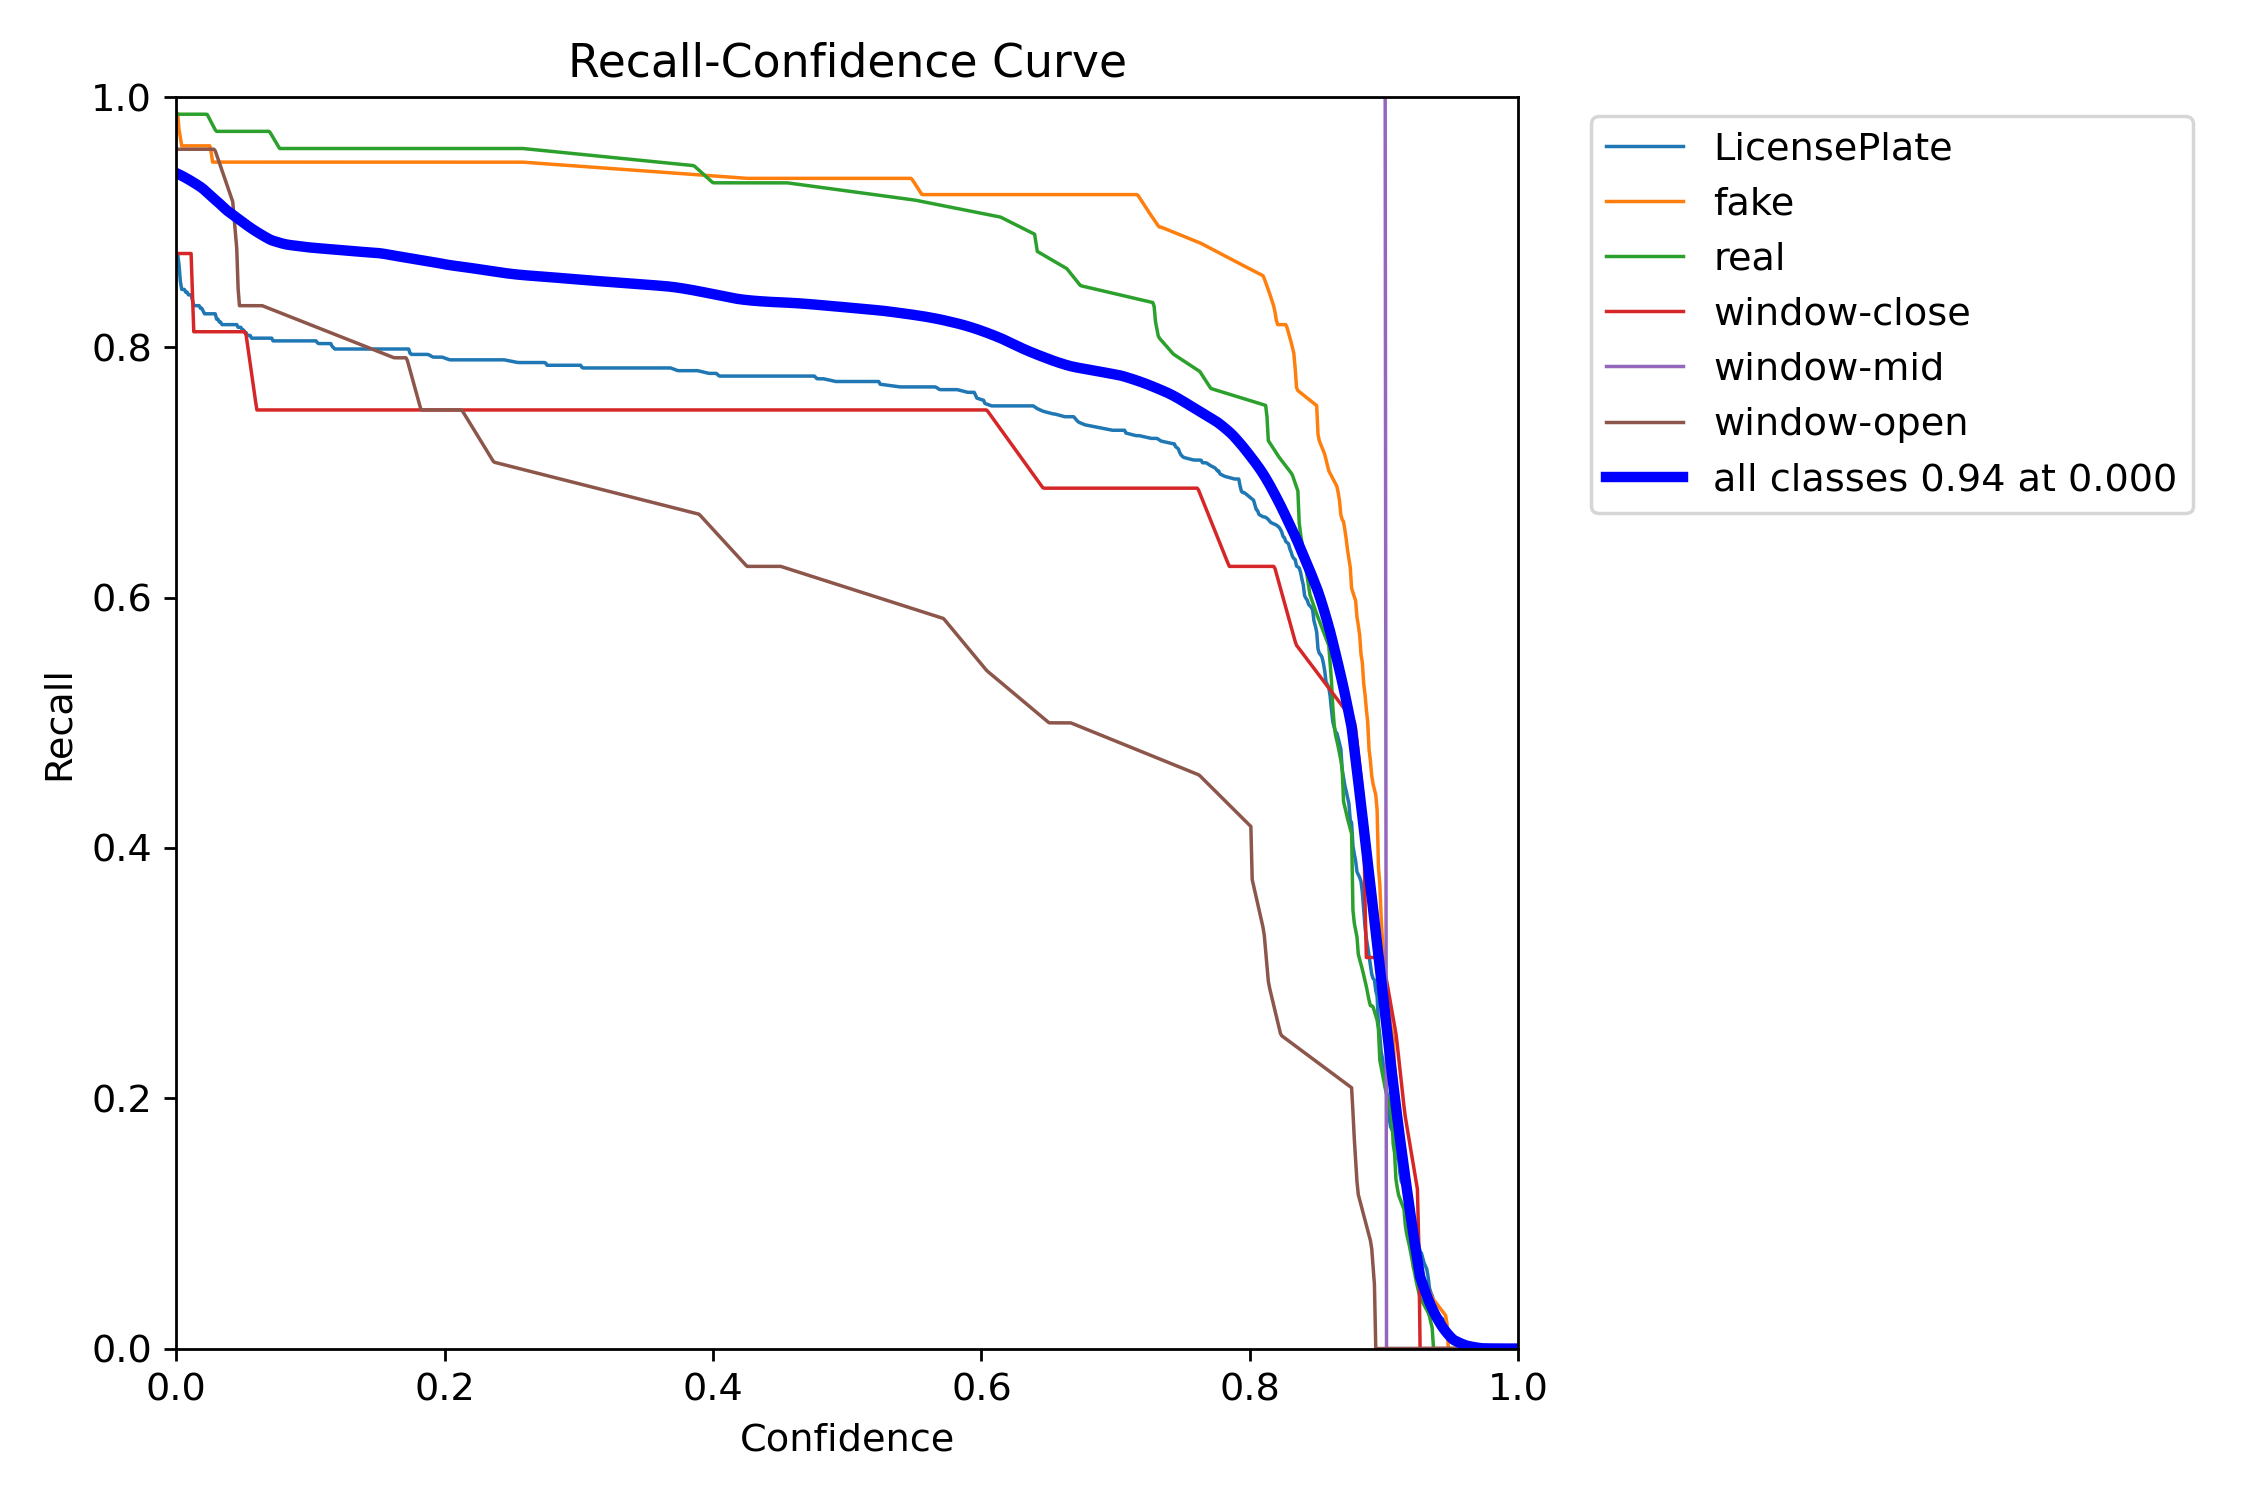 Recall-Confidence Curve
1.0
0.8
0.6
0.4
0.2
0.0
Recall
0.0 0.2 0.4 0.6 0.8 1.0
Confidence
LicensePlate
fake
real
window-close
window-mid
window-open
all classes 0.94 at 0.000